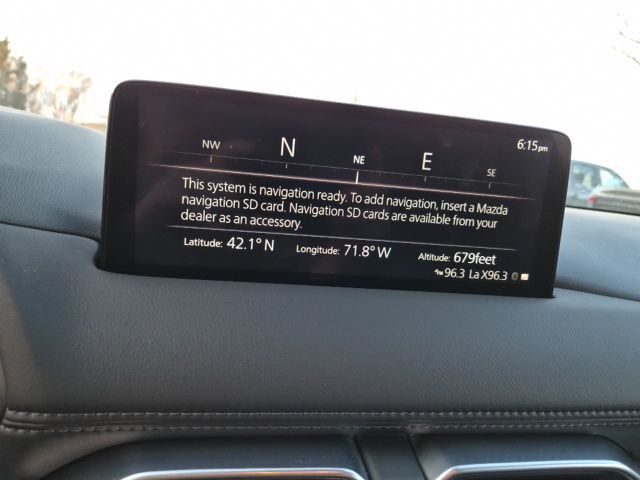 6:15pm
NW N NE E SE
This system is navigation ready. To add navigation, insert a Mazda
navigation SD card. Navigation SD cards are available from your
dealer as an accessory.
Latitude: 42.1°N Longitude: 71.8°W Altitude: 679feet
96.3 La X96.3